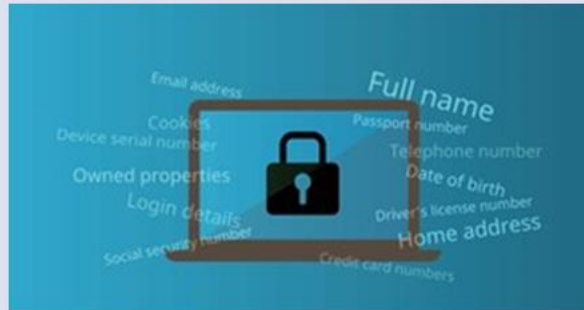 Email address
Full name
Cookies
Passport number
Device serial number
Telephone number
Owned properties
Date of birth
Login details
Driver's license number
Home address
Social security number
Credit card numbers